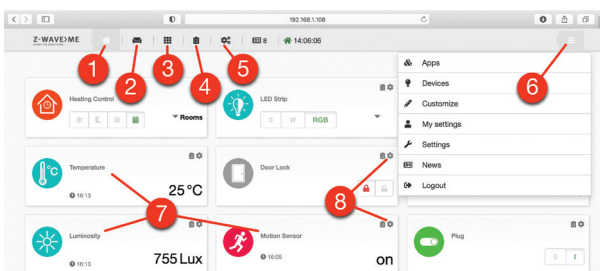 192.168.1.108
Z-WAVE>ME
8
14:06:06
1
2
3
4
5
6
Apps
Devices
Customize
My settings
Settings
News
Logout
Heating Control
Rooms
LED Strip
0 W RGB
Temperature
16:13
25 °C
Door Lock
7
8
Luminosity
16:13
755 Lux
Motion Sensor
16:05
on
Plug
0 I